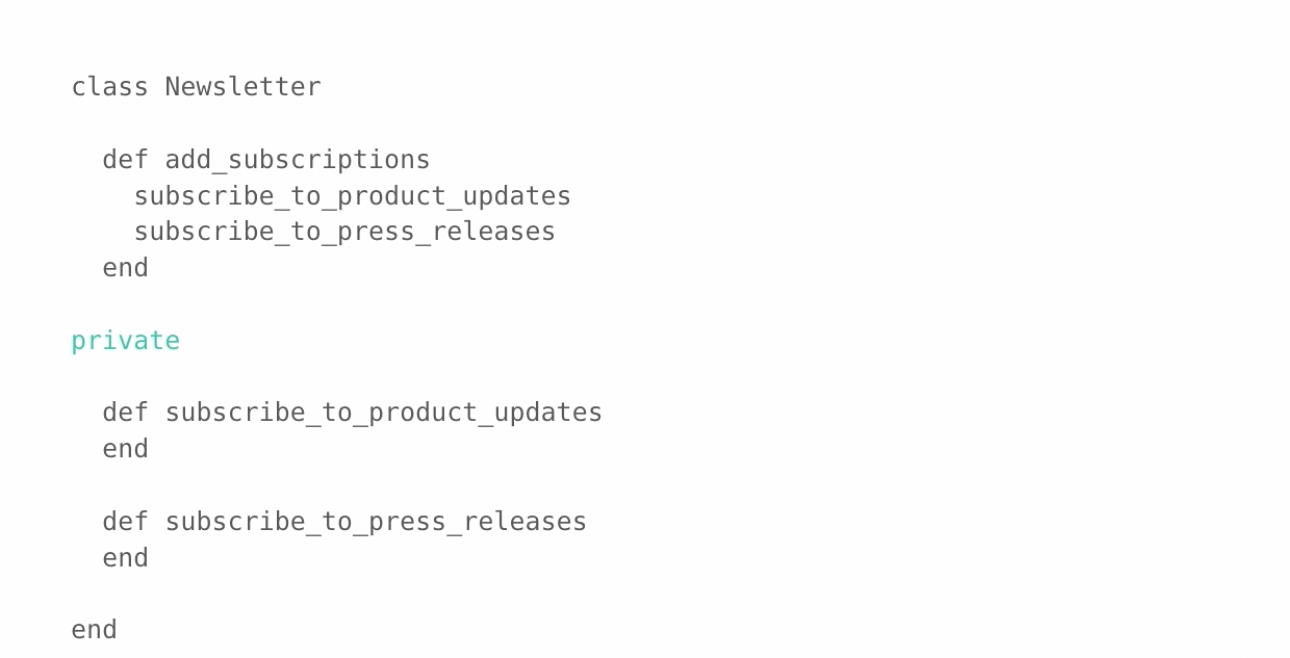 class Newsletter
  def add_subscriptions
    subscribe_to_product_updates
    subscribe_to_press_releases
  end
private
  def subscribe_to_product_updates
  end
  def subscribe_to_press_releases
  end
end